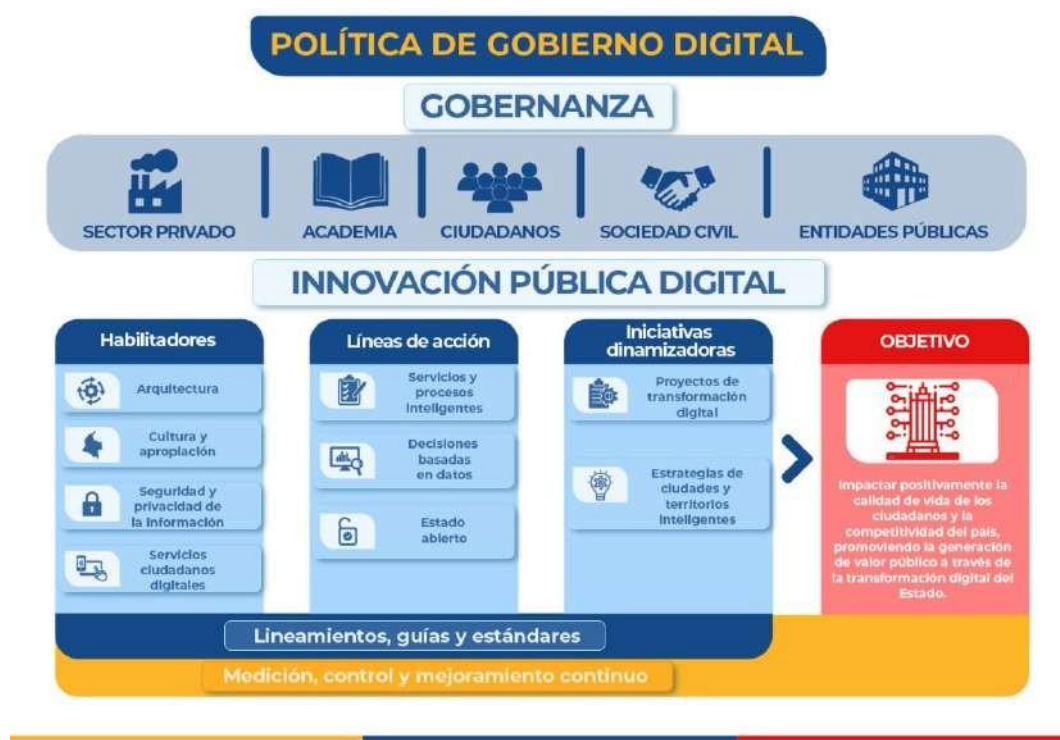 POLÍTICA DE GOBIERNO DIGITAL
GOBERNANZA
SECTOR PRIVADO
ACADEMIA
CIUDADANOS
SOCIEDAD CIVIL
ENTIDADES PÚBLICAS
INNOVACIÓN PÚBLICA DIGITAL
Habilitadores
Arquitectura
Cultura y
apropiación
Seguridad y
privacidad de
la información
Servicios
ciudadanos
digitales
Líneas de acción
Servicios y
procesos
inteligentes
Decisiones
basadas
en datos
Estado
abierto
Iniciativas
dinamizadoras
Proyectos de
transformación
digital
Estrategias de
ciudades y
territorios
inteligentes
OBJETIVO
Impactar positivamente la
calidad de vida de los
ciudadanos y la
competitividad del país,
promoviendo la generación
de valor público a través de
la transformación digital del
Estado.
Lineamientos, guías y estándares
Medición, control y mejoramiento continuo